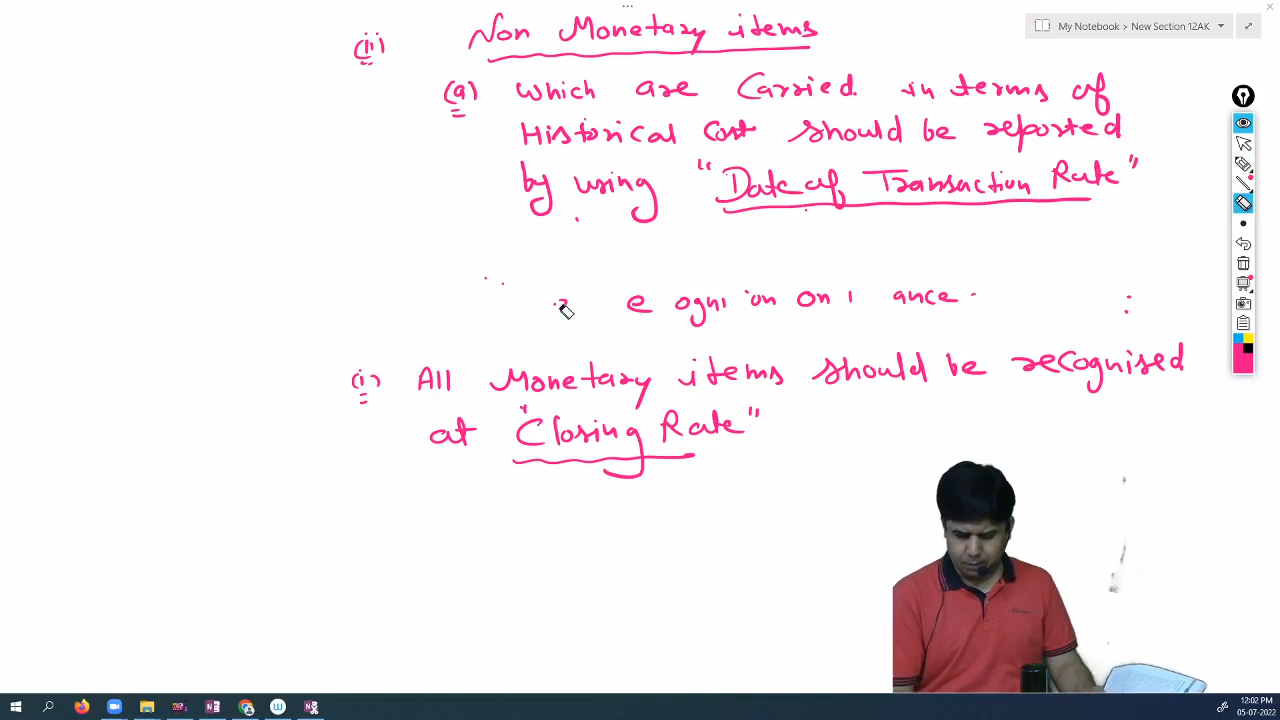 My Notebook > New Section 12AK
(ii) Non Monetary items
(a) which are Carried in terms of
Historical Cost should be reported
by using "Date of Transaction Rate"
(i) All Monetary items should be recognised
at "Closing Rate"
12:02 PM
05-07-2022